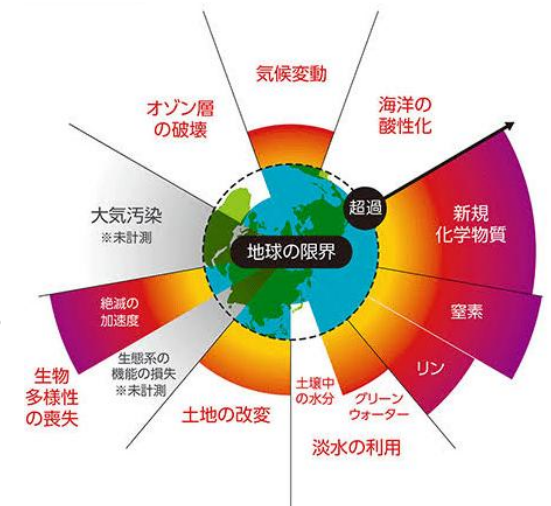 気候変動
オゾン層
の破壊
海洋の
酸性化
超過
大気汚染
※未計測
新規
化学物質
地球の限界
絶滅の
加速度
窒素
生態系の
機能の損失
※未計測
リン
生物
多様性
の喪失
土地の改変
土壌中
の水分
グリーン
ウォーター
淡水の利用